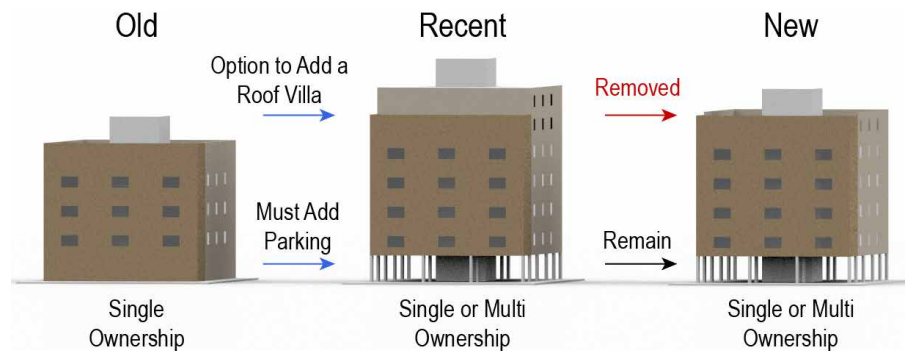 Old
Recent
New
Option to Add a
Roof Villa
Removed
Must Add
Parking
Remain
Single
Ownership
Single or Multi
Ownership
Single or Multi
Ownership